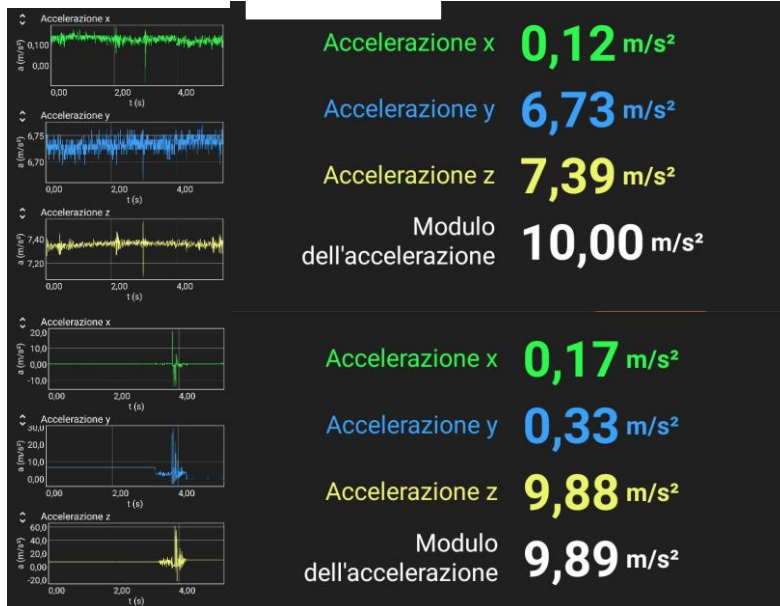 Accelerazione x
a (m/s²)
0,100
0,00
0,00 2,00 4,00
t (s)
Accelerazione y
a (m/s²)
6,75
6,70
0,00 2,00 4,00
t (s)
Accelerazione z
a (m/s²)
7,40
7,20
0,00 2,00 4,00
t (s)
Accelerazione x 0,12 m/s²
Accelerazione y 6,73 m/s²
Accelerazione z 7,39 m/s²
Modulo
dell'accelerazione 10,00 m/s²
Accelerazione x
a (m/s²)
20,0
10,0
0,00
-10,0
0,00 2,00 4,00
t (s)
Accelerazione y
a (m/s²)
30,0
20,0
10,0
0,00
0,00 2,00 4,00
t (s)
Accelerazione z
a (m/s²)
60,0
40,0
20,0
0,00
-20,0
0,00 2,00 4,00
t (s)
Accelerazione x 0,17 m/s²
Accelerazione y 0,33 m/s²
Accelerazione z 9,88 m/s²
Modulo
dell'accelerazione 9,89 m/s²